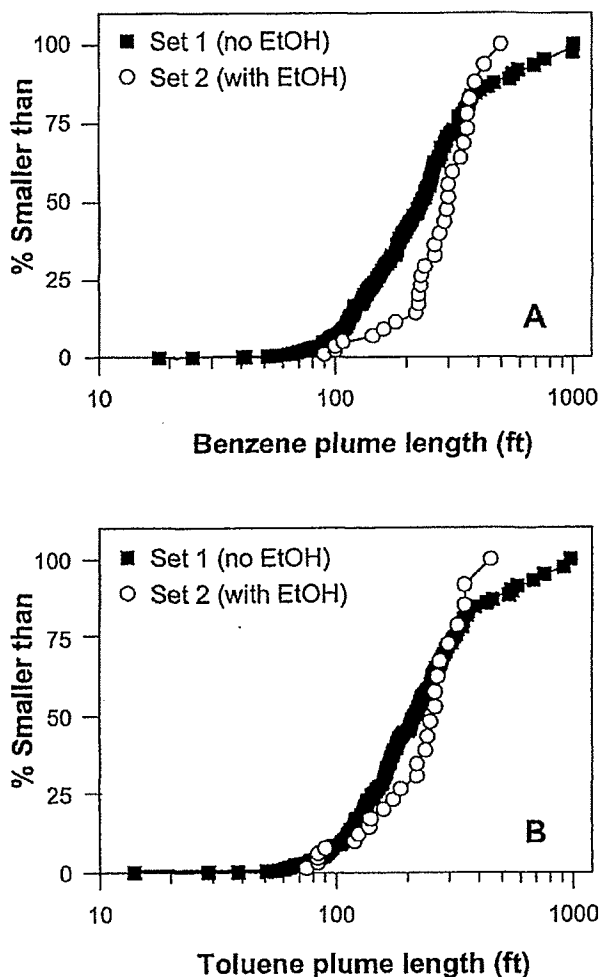 100
75
50
25
0
% Smaller than
Set 1 (no EtOH)
Set 2 (with EtOH)
A
10
100
1000
Benzene plume length (ft)
100
75
50
25
0
% Smaller than
Set 1 (no EtOH)
Set 2 (with EtOH)
B
10
100
1000
Toluene plume length (ft)